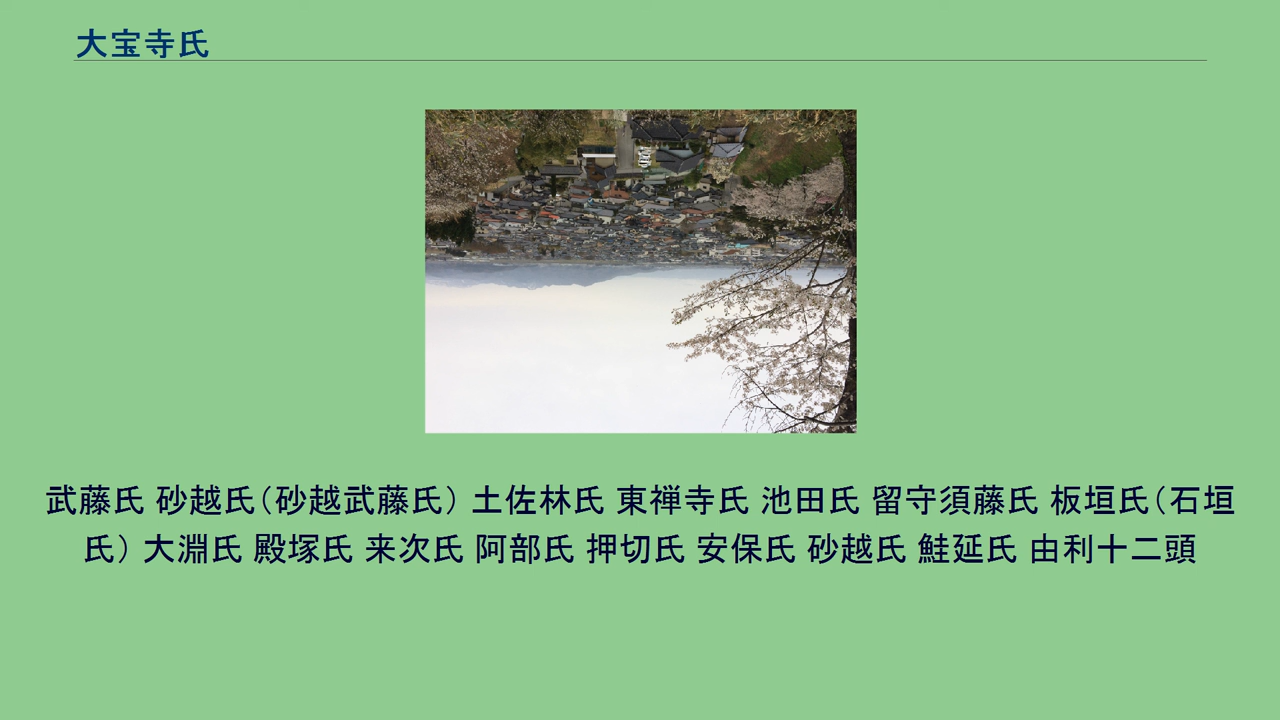 大宝寺氏
武藤氏 砂越氏（砂越武藤氏） 土佐林氏 東禅寺氏 池田氏 留守須藤氏 板垣氏（石垣
氏） 大淵氏 殿塚氏 来次氏 阿部氏 押切氏 安保氏 砂越氏 鮭延氏 由利十二頭